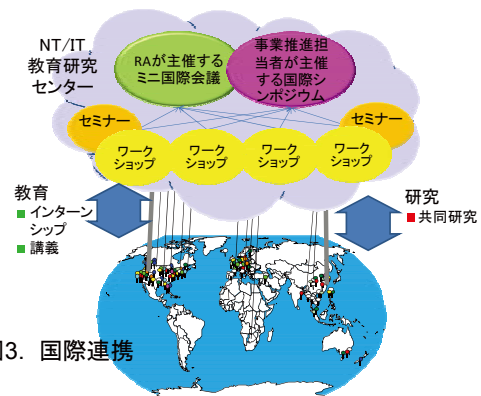 NT/IT
教育研究
センター
RAが主催する
ミニ国際会議
事業推進担
当者が主催
する国際シ
ンポジウム
セミナー
セミナー
ワーク
ショップ
ワーク
ショップ
ワーク
ショップ
ワーク
ショップ
教育
インターン
シップ
講義
研究
共同研究
3. 国際連携